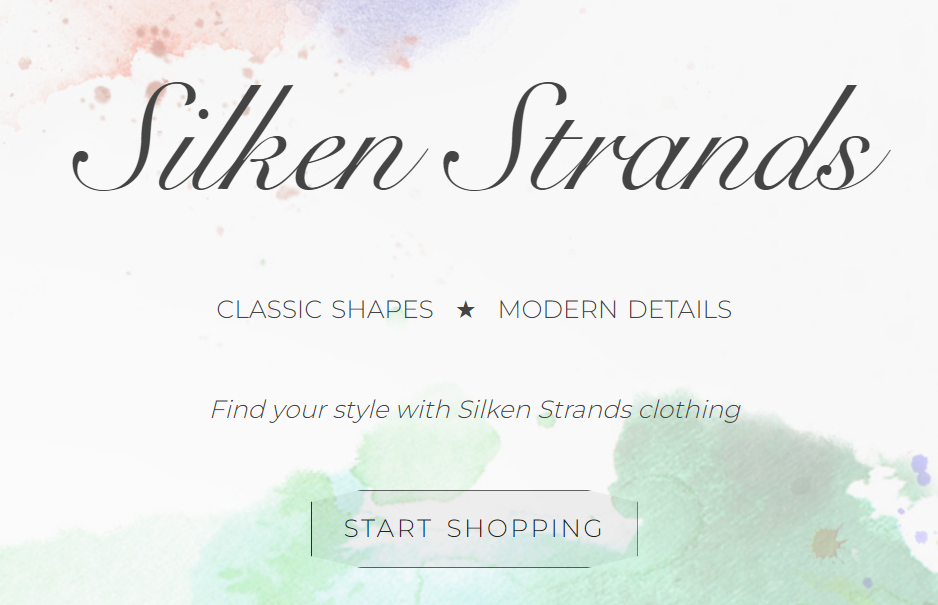 Silken Strands
CLASSIC SHAPES ★ MODERN DETAILS
Find your style with Silken Strands clothing
START SHOPPING